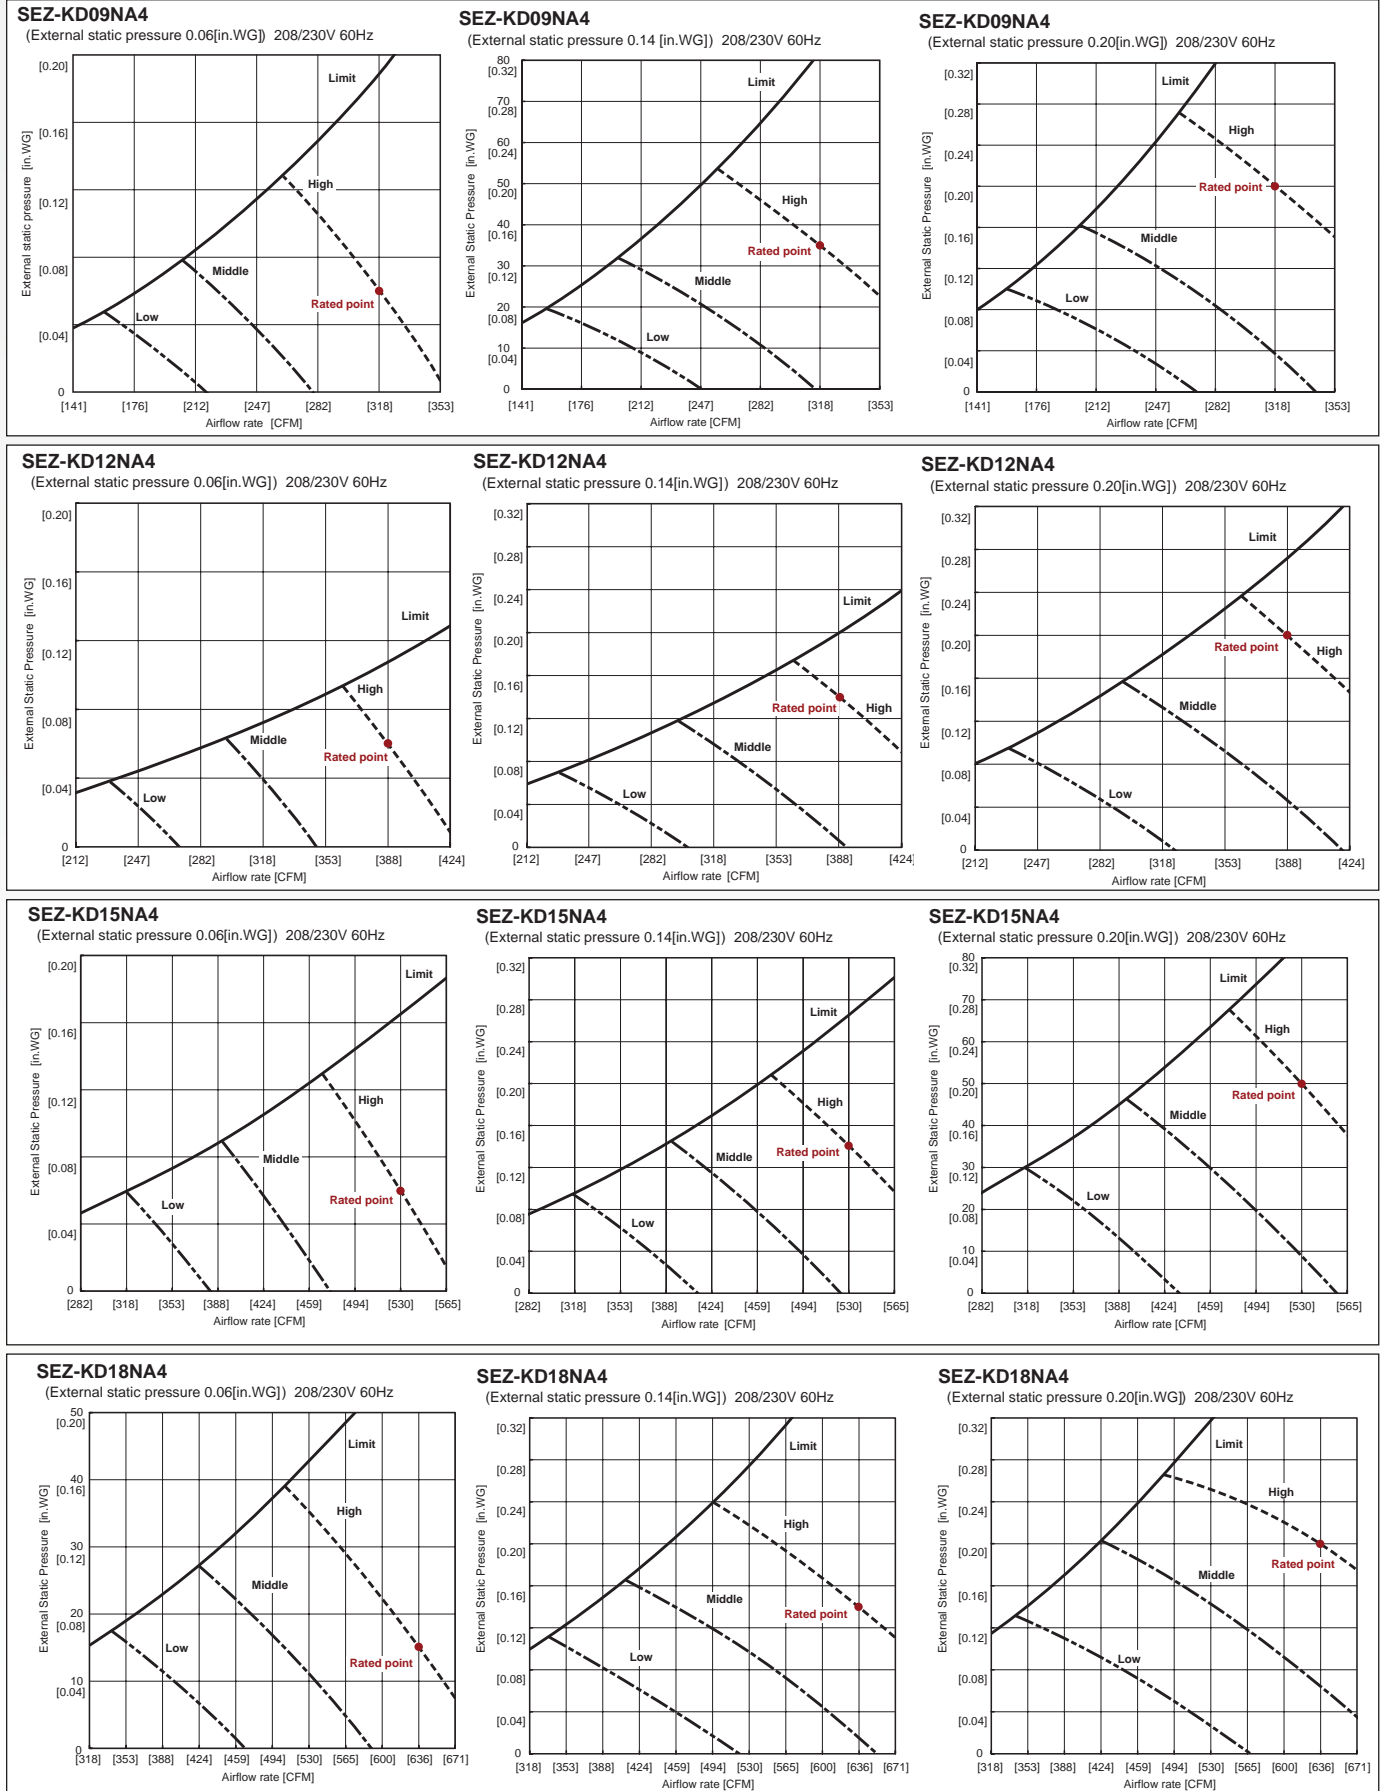 SEZ-KD09NA4
(External static pressure 0.06[in.WG]) 208/230V 60Hz
External static pressure [in.WG]
[0.20]
[0.16]
[0.12]
[0.08]
[0.04]
0
Limit
High
Middle
Low
Rated point
[141] [176] [212] [247] [282] [318] [353]
Airflow rate [CFM]
SEZ-KD09NA4
(External static pressure 0.14 [in.WG]) 208/230V 60Hz
External Static Pressure [in.WG]
80
[0.32]
70
[0.28]
60
[0.24]
50
[0.20]
40
[0.16]
30
[0.12]
20
[0.08]
10
[0.04]
0
Limit
High
Rated point
Middle
Low
[141] [176] [212] [247] [282] [318] [353]
Airflow rate [CFM]
SEZ-KD09NA4
(External static pressure 0.20[in.WG]) 208/230V 60Hz
External Static Pressure [in.WG]
[0.32]
[0.28]
[0.24]
[0.20]
[0.16]
[0.12]
[0.08]
[0.04]
0
Limit
High
Rated point
Middle
Low
[141] [176] [212] [247] [282] [318] [353]
Airflow rate [CFM]
SEZ-KD12NA4
(External static pressure 0.06[in.WG]) 208/230V 60Hz
External Static Pressure [in.WG]
[0.20]
[0.16]
[0.12]
[0.08]
[0.04]
0
Limit
High
Middle
Rated point
Low
[212] [247] [282] [318] [353] [388] [424]
Airflow rate [CFM]
SEZ-KD12NA4
(External static pressure 0.14[in.WG]) 208/230V 60Hz
External Static Pressure [in.WG]
[0.32]
[0.28]
[0.24]
[0.20]
[0.16]
[0.12]
[0.08]
[0.04]
0
Limit
Rated point
High
Middle
Low
[212] [247] [282] [318] [353] [388] [424]
Airflow rate [CFM]
SEZ-KD12NA4
(External static pressure 0.20[in.WG]) 208/230V 60Hz
External Static Pressure [in.WG]
[0.32]
[0.28]
[0.24]
[0.20]
[0.16]
[0.12]
[0.08]
[0.04]
0
Limit
Rated point
High
Middle
Low
[212] [247] [282] [318] [353] [388] [424]
Airflow rate [CFM]
SEZ-KD15NA4
(External static pressure 0.06[in.WG]) 208/230V 60Hz
External Static Pressure [in.WG]
[0.20]
[0.16]
[0.12]
[0.08]
[0.04]
0
Limit
High
Middle
Rated point
Low
[282] [318] [353] [388] [424] [459] [494] [530] [565]
Airflow rate [CFM]
SEZ-KD15NA4
(External static pressure 0.14[in.WG]) 208/230V 60Hz
External Static Pressure [in.WG]
[0.32]
[0.28]
[0.24]
[0.20]
[0.16]
[0.12]
[0.08]
[0.04]
0
Limit
High
Rated point
Middle
Low
[282] [318] [353] [388] [424] [459] [494] [530] [565]
Airflow rate [CFM]
SEZ-KD15NA4
(External static pressure 0.20[in.WG]) 208/230V 60Hz
External Static Pressure [in.WG]
80
[0.32]
70
[0.28]
60
[0.24]
50
[0.20]
40
[0.16]
30
[0.12]
20
[0.08]
10
[0.04]
0
Limit
High
Rated point
Middle
Low
[282] [318] [353] [388] [424] [459] [494] [530] [565]
Airflow rate [CFM]
SEZ-KD18NA4
(External static pressure 0.06[in.WG]) 208/230V 60Hz
External Static Pressure [in.WG]
50
[0.20]
40
[0.16]
30
[0.12]
20
[0.08]
10
[0.04]
0
Limit
High
Middle
Low
Rated point
[318] [353] [388] [424] [459] [494] [530] [565] [600] [636] [671]
Airflow rate [CFM]
SEZ-KD18NA4
(External static pressure 0.14[in.WG]) 208/230V 60Hz
External Static Pressure [in.WG]
[0.32]
[0.28]
[0.24]
[0.20]
[0.16]
[0.12]
[0.08]
[0.04]
0
Limit
High
Middle
Rated point
Low
[318] [353] [388] [424] [459] [494] [530] [565] [600] [636] [671]
Airflow rate [CFM]
SEZ-KD18NA4
(External static pressure 0.20[in.WG]) 208/230V 60Hz
External Static Pressure [in.WG]
[0.32]
[0.28]
[0.24]
[0.20]
[0.16]
[0.12]
[0.08]
[0.04]
0
Limit
High
Rated point
Middle
Low
[318] [353] [388] [424] [459] [494] [530] [565] [600] [636] [671]
Airflow rate [CFM]